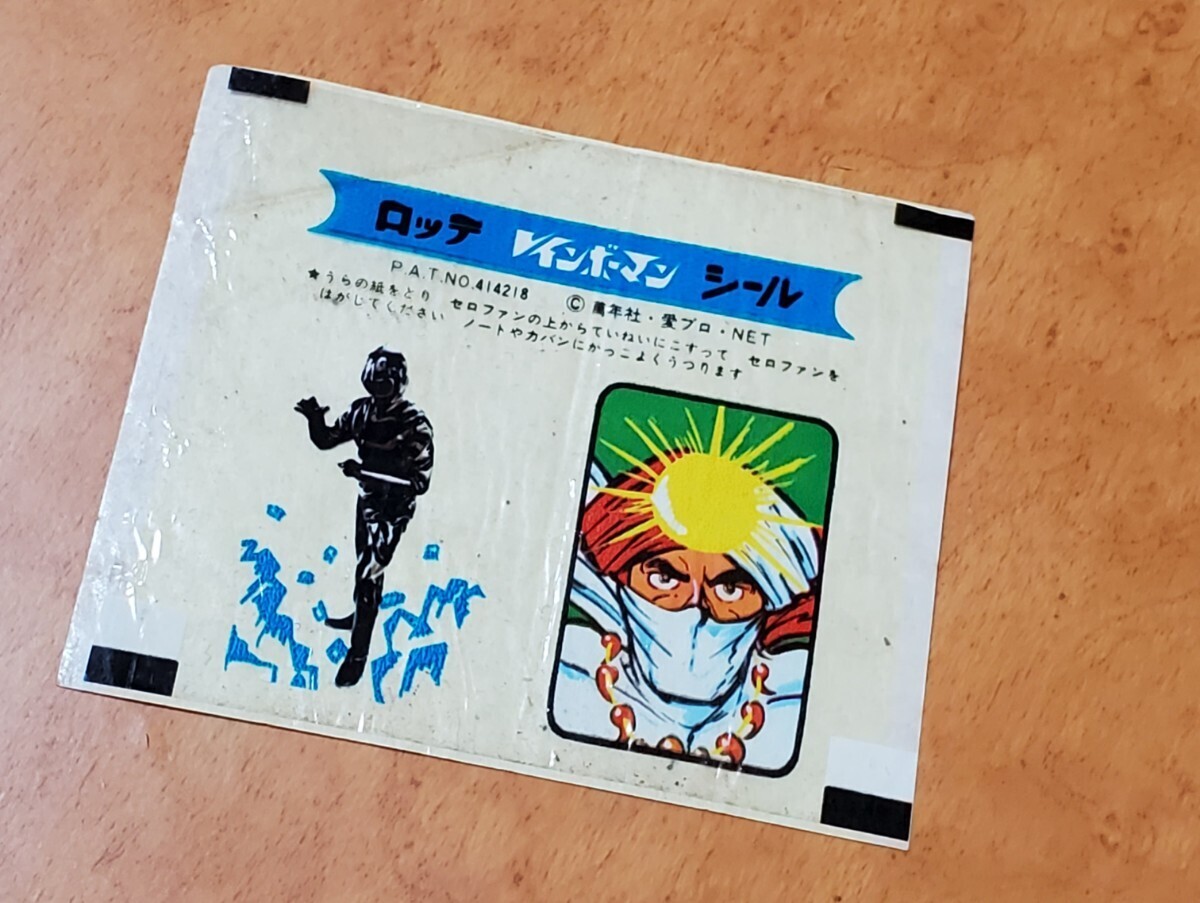 ロッテ レインボーマン シール
P.A.T.NO.414218 ©萬年社・愛プロ・NET
★うらの紙をとり セロファンの上からていねいにこすって セロファンを
はがしてください ノートやカバンにかっこよくうつります